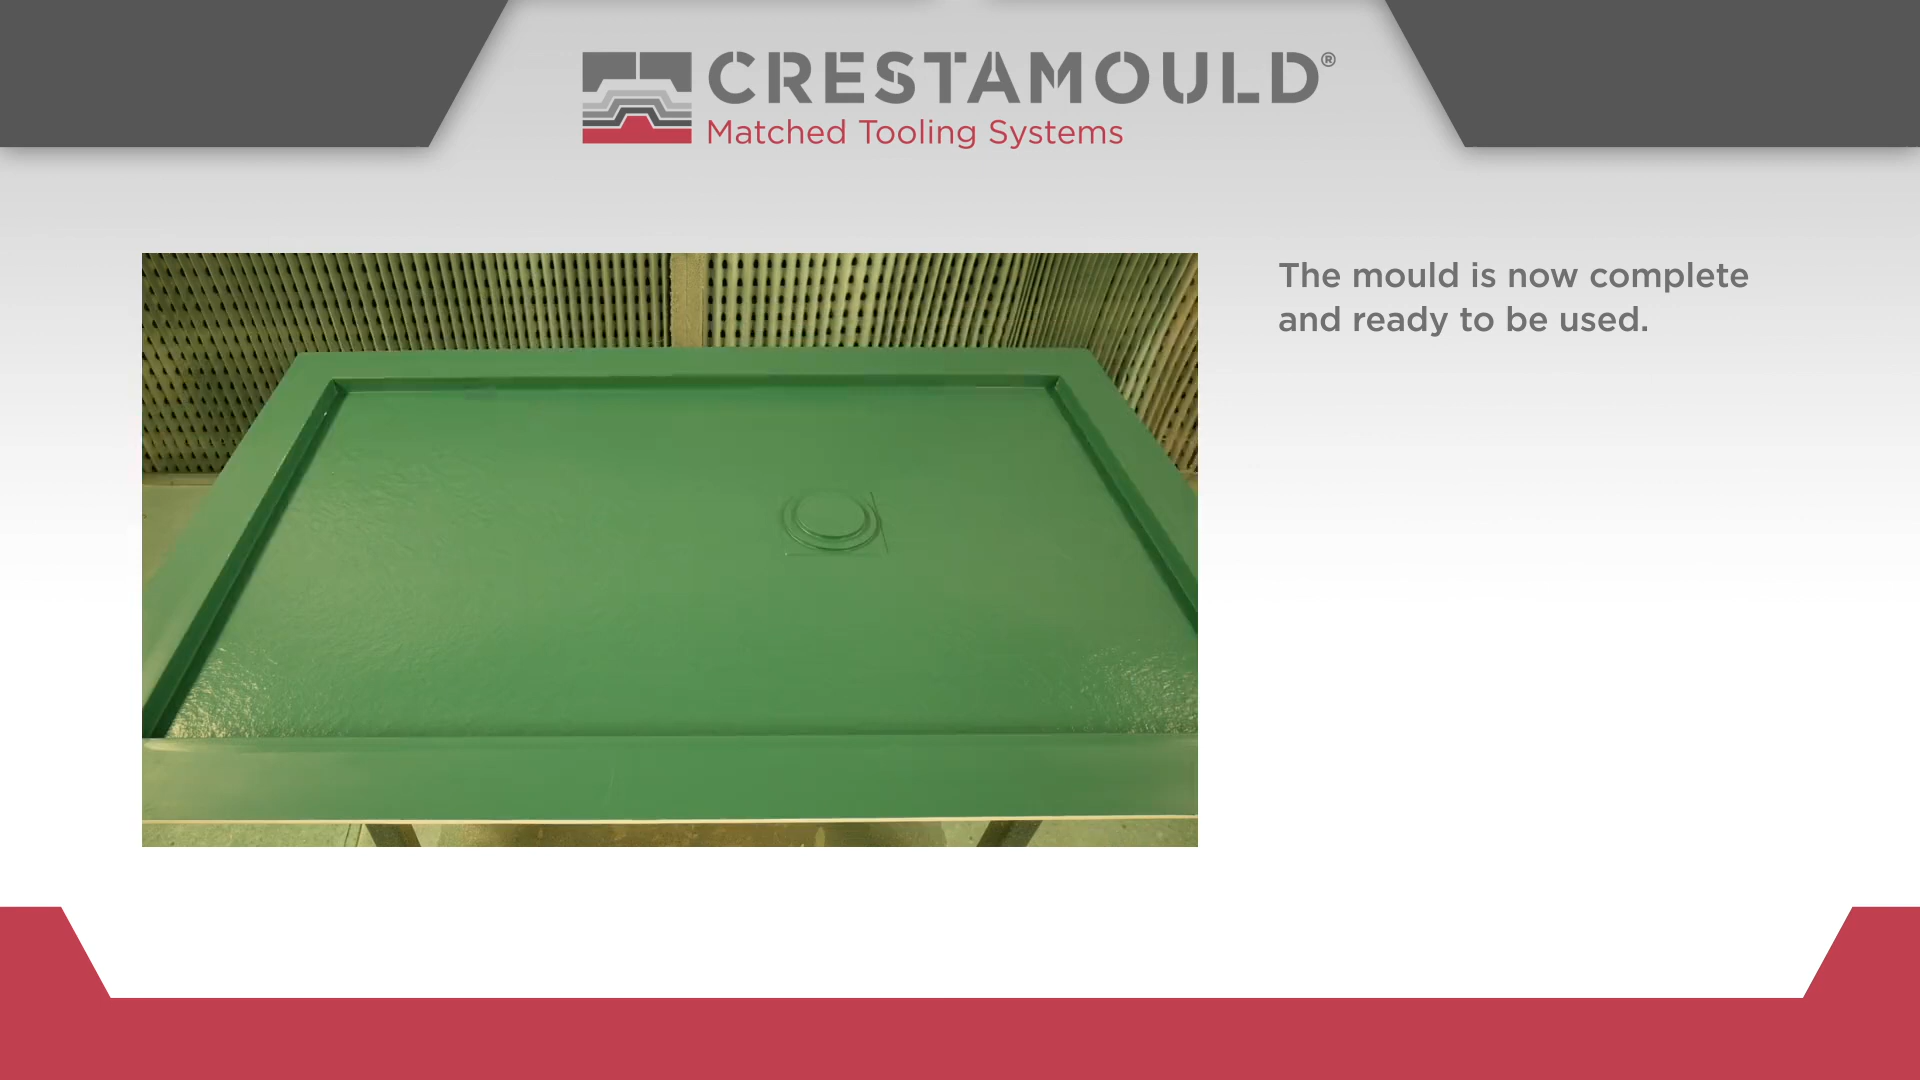 CRESTAMOULD®
Matched Tooling Systems
The mould is now complete
and ready to be used.